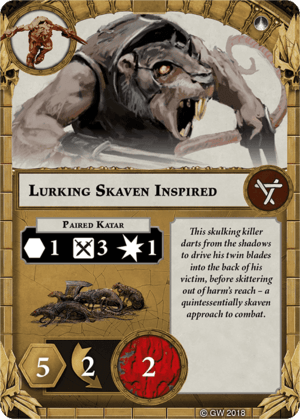 Lurking Skaven Inspired
Paired Katar
1 3 1
This skulking killer
darts from the shadows
to drive his twin blades
into the back of his
victim, before skittering
out of harm's reach – a
quintessentially skaven
approach to combat.
5 2 2
© GW 2018